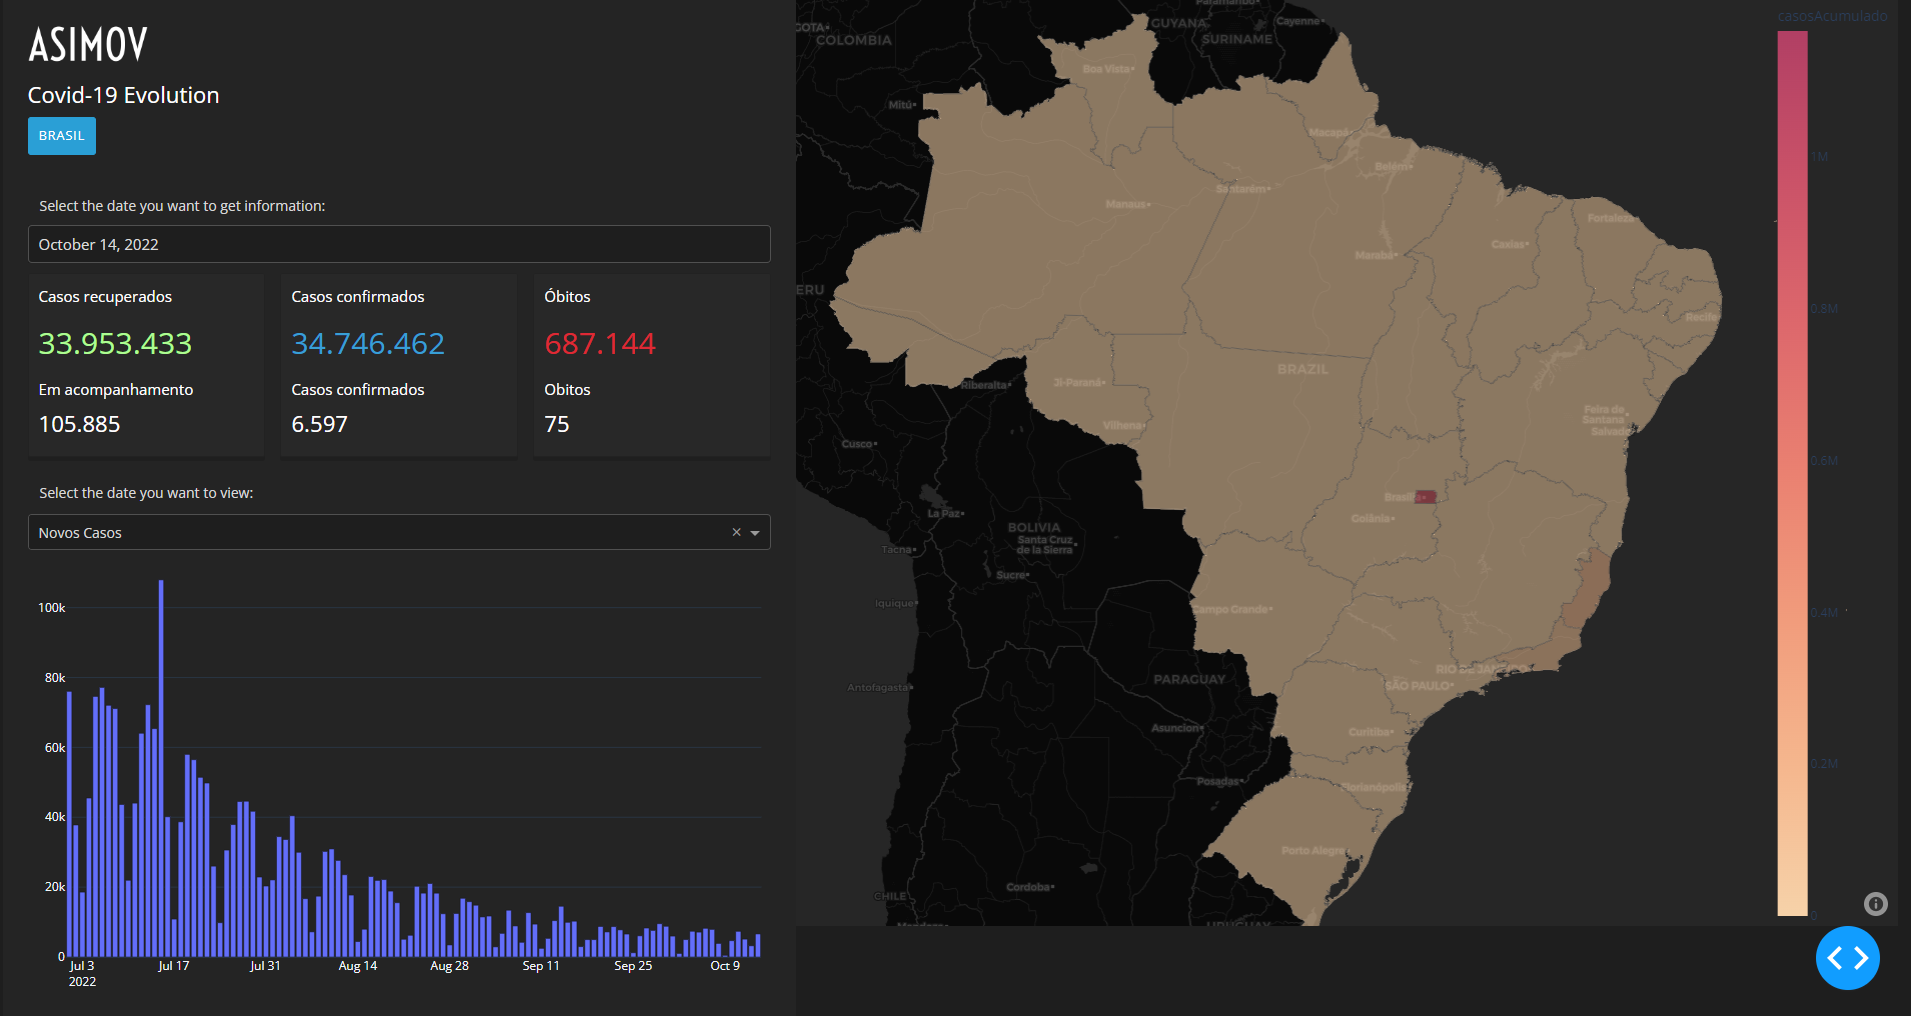 ASIMOV
Covid-19 Evolution
BRASIL
Select the date you want to get information:
October 14, 2022
Casos recuperados
33.953.433
Em acompanhamento
105.885
Casos confirmados
34.746.462
Casos confirmados
6.597
Óbitos
687.144
Obitos
75
Select the date you want to view:
Novos Casos
100k
80k
60k
40k
20k
0
Jul 3
2022
Jul 17
Jul 31
Aug 14
Aug 28
Sep 11
Sep 25
Oct 9
casosAcumulado
1M
0.8M
0.6M
0.4M
0.2M
0
COLOMBIA
GUYANA
SURINAME
Paramaribo
Cayenne
Boa Vista
Mitú
Macapá
Belém
Santarém
Manaus
Fortaleza
Caxias
Marabá
ERU
Recife
BRAZIL
Riberalta
Ji-Paraná
Vilhena
Feira de
Santana
Salvado
Cusco
Brasília
Goiânia
La Paz
BOLIVIA
Santa Cruz
de la Sierra
Tacna
Sucre
Iquique
Campo Grande
RIO DE JANEIRO
SÃO PAULO
PARAGUAY
Antofagasta
Asuncion
Curitiba
Posadas
Florianópolis
Porto Alegre
Cordoba
CHILE
Mendoza
URUGUAY